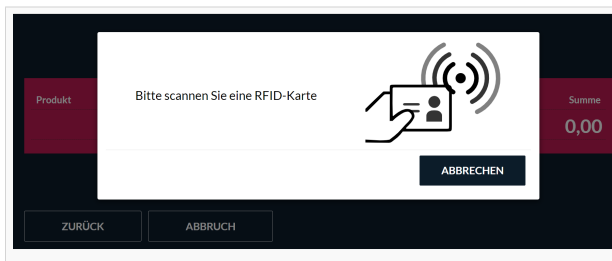 Bitte scannen Sie eine RFID-Karte
Produkt
Summe
0,00
ABBRECHEN
ZURÜCK
ABBRUCH